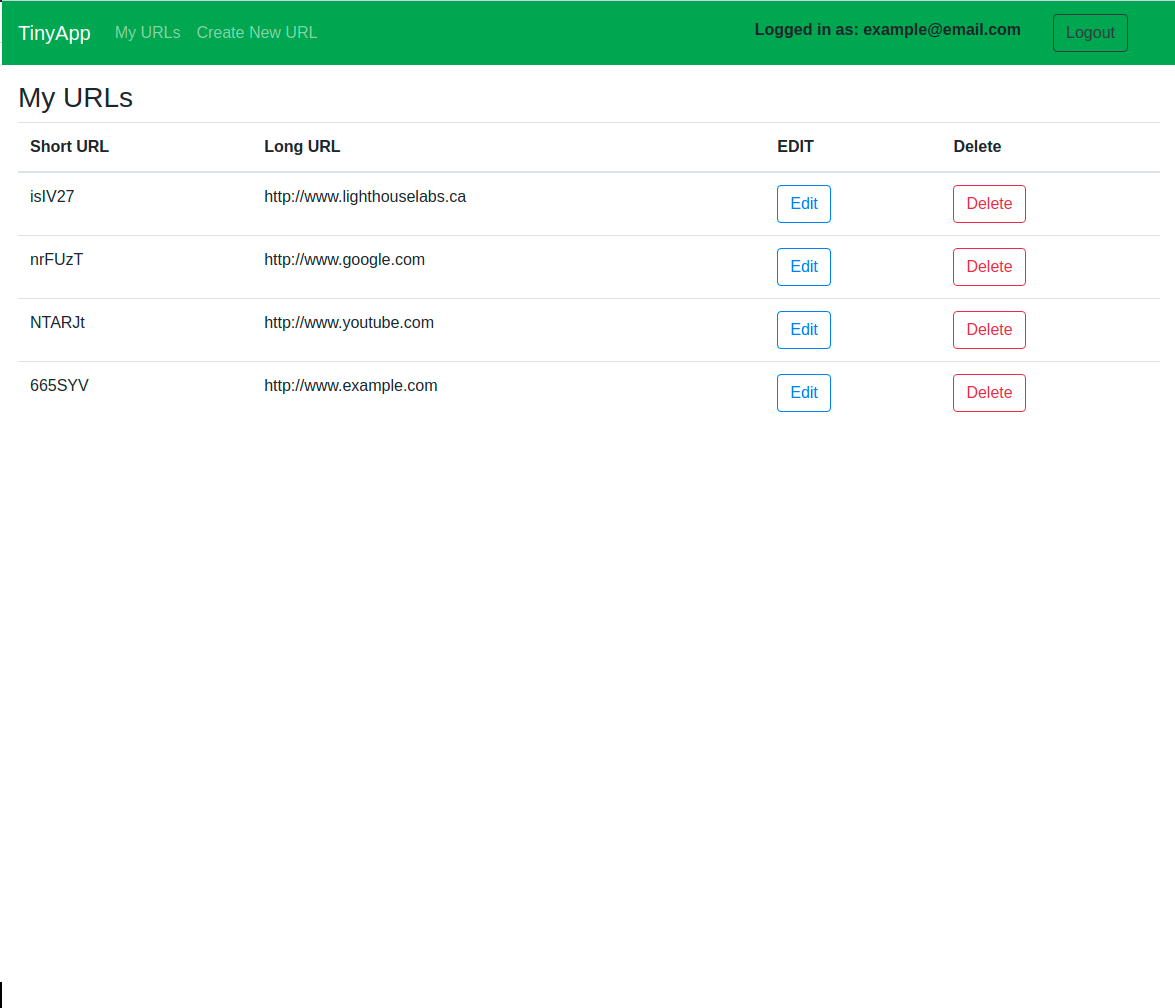 TinyApp My URLs Create New URL Logged in as: example@email.com Logout
My URLs
Short URL Long URL EDIT Delete
isIV27 http://www.lighthouselabs.ca Edit Delete
nrFUzT http://www.google.com Edit Delete
NTARJt http://www.youtube.com Edit Delete
665SYV http://www.example.com Edit Delete